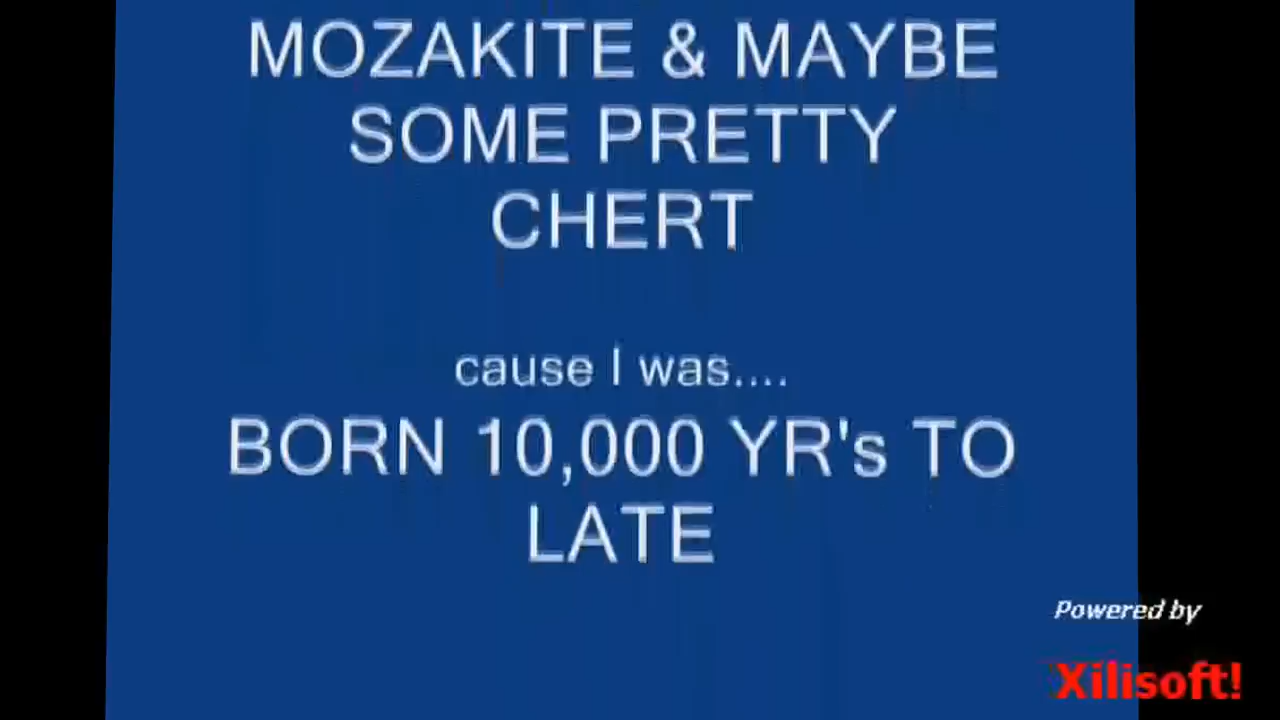 MOZAKITE & MAYBE
SOME PRETTY
CHERT
cause I was....
BORN 10,000 YR's TO
LATE
Powered by
Xilisoft!